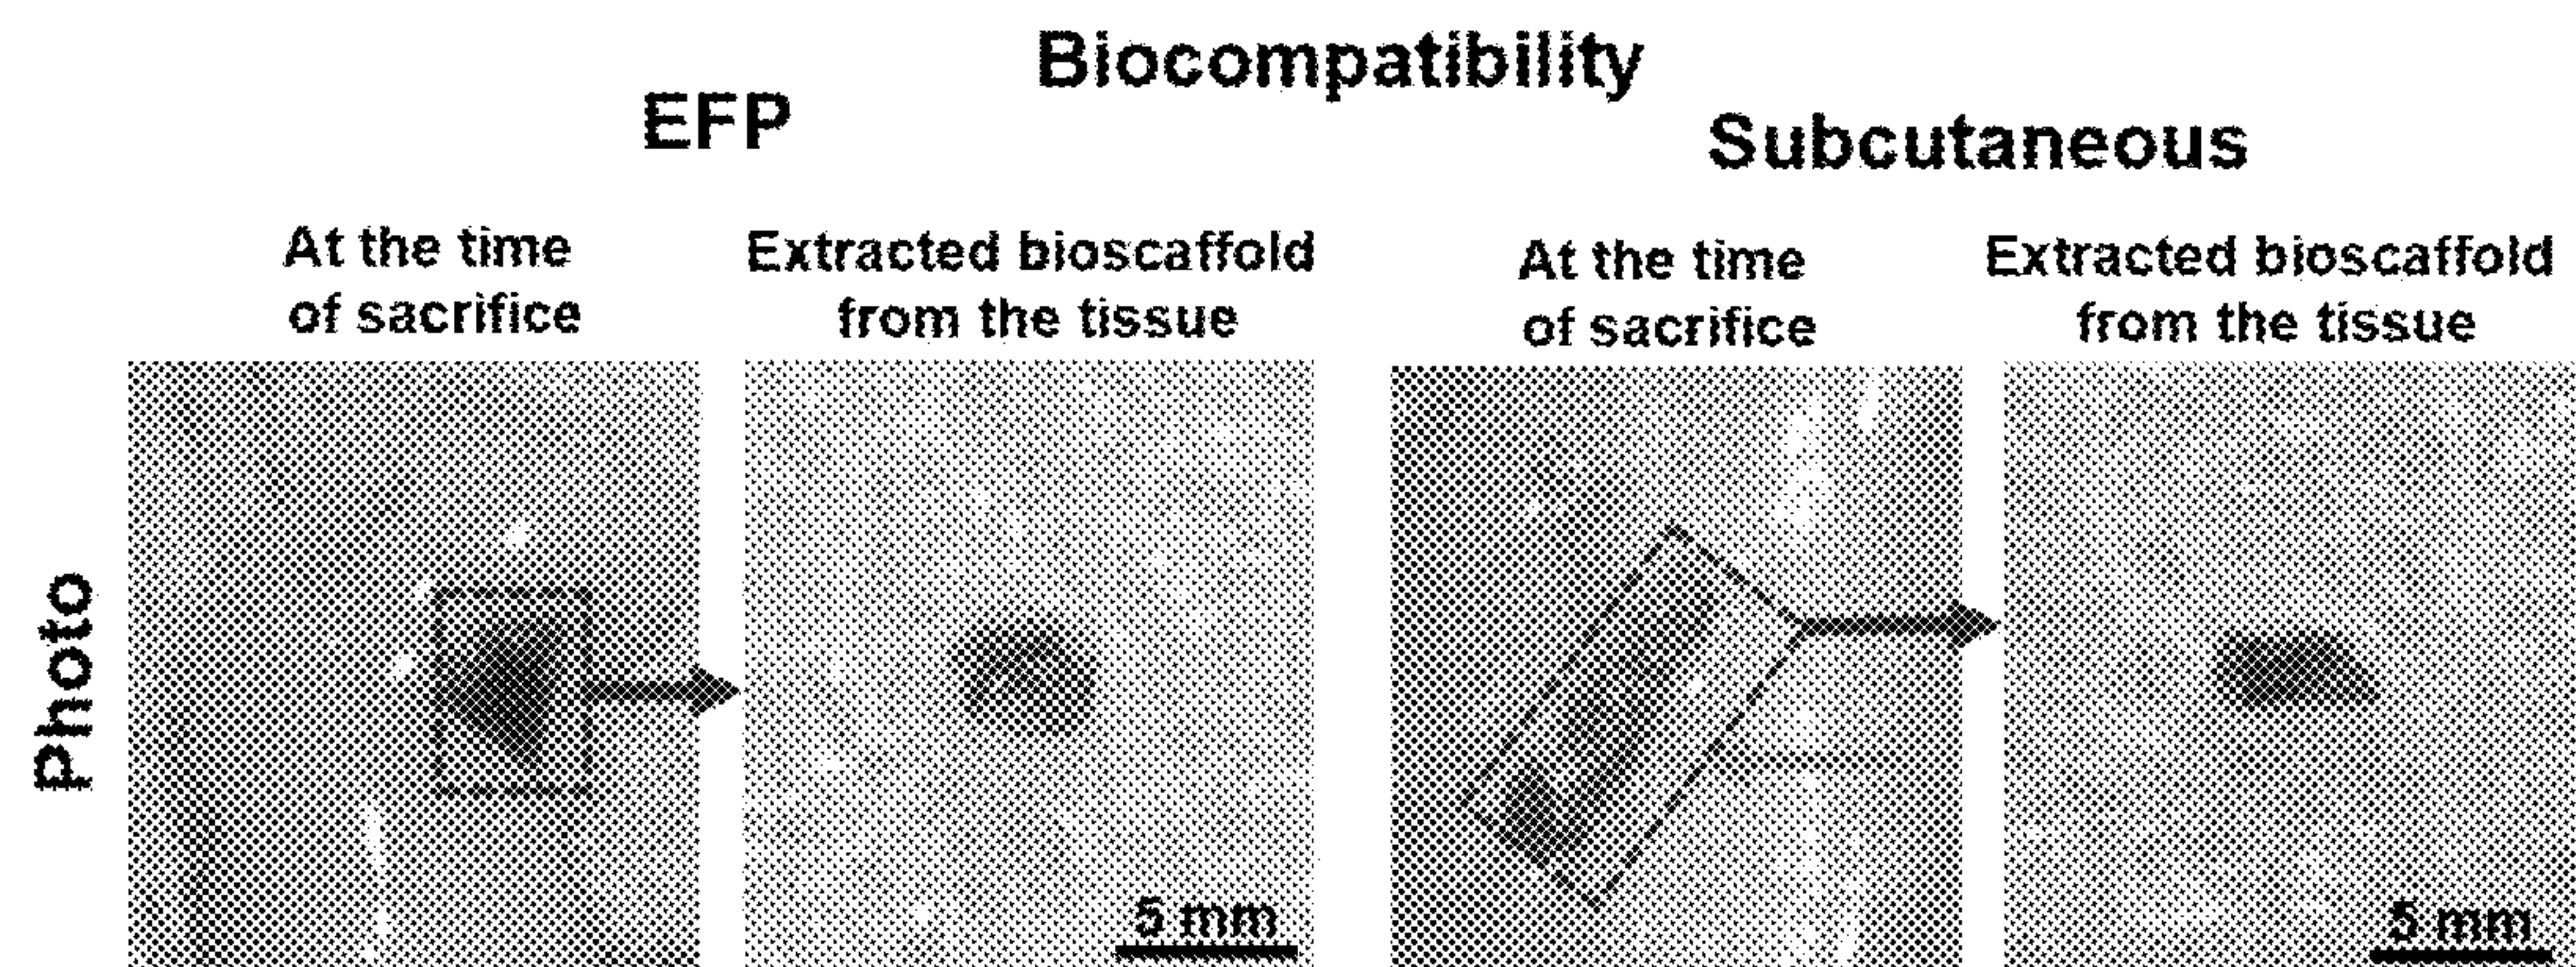 Biocompatibility
EFP
Subcutaneous
At the time
of sacrifice
Extracted bioscaffold
from the tissue
At the time
of sacrifice
Extracted bioscaffold
from the tissue
Photo
5 mm
5 mm